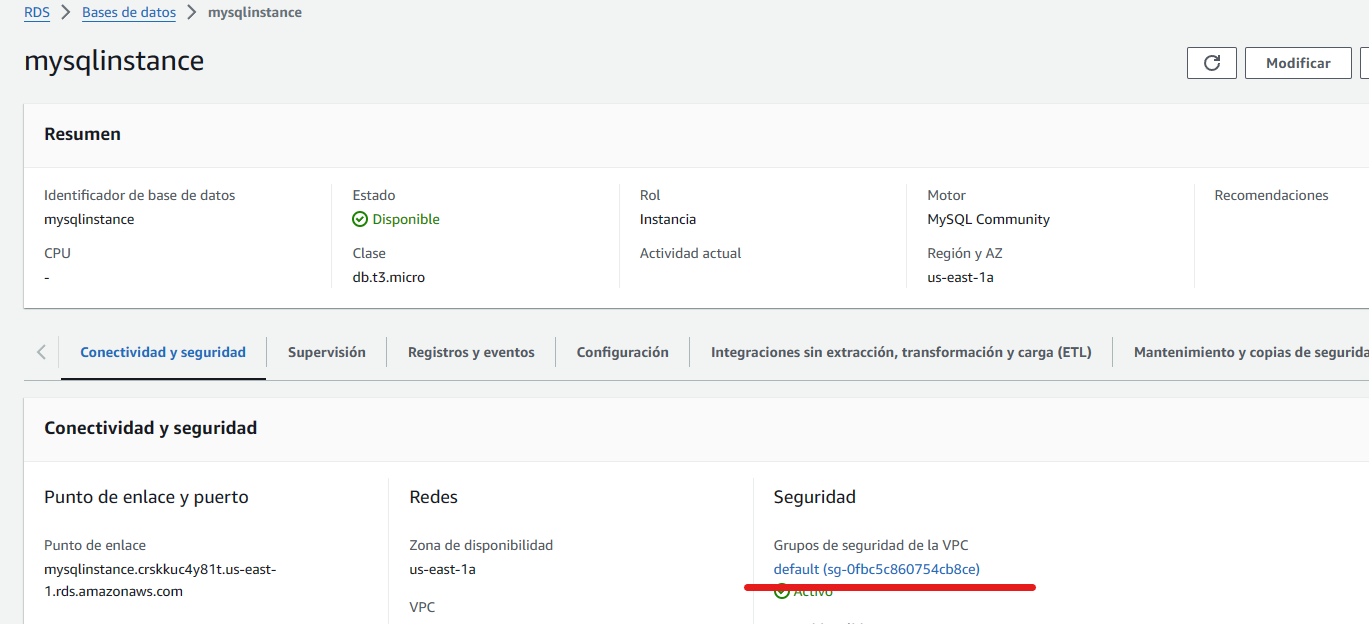 RDS > Bases de datos > mysqlinstance
mysqlinstance
Modificar
Resumen
Identificador de base de datos
mysqlinstance
CPU
-
Estado
Disponible
Clase
db.t3.micro
Rol
Instancia
Actividad actual
Motor
MySQL Community
Región y AZ
us-east-1a
Recomendaciones
Conectividad y seguridad
Supervisión
Registros y eventos
Configuración
Integraciones sin extracción, transformación y carga (ETL)
Mantenimiento y copias de segurida
Conectividad y seguridad
Punto de enlace y puerto
Punto de enlace
mysqlinstance.crskkuc4y81t.us-east-
1.rds.amazonaws.com
Redes
Zona de disponibilidad
us-east-1a
VPC
Seguridad
Grupos de seguridad de la VPC
default (sg-0fbc5c860754cb8ce)
Activo